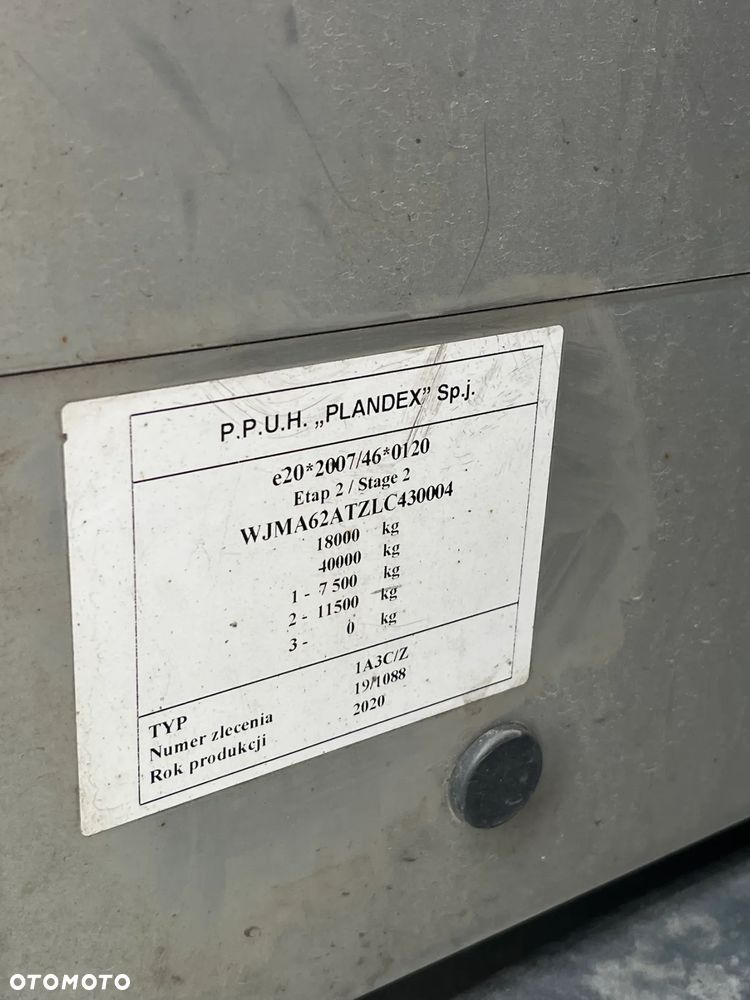 P.P.U.H. „PLANDEX” Sp.j.
e20*2007/46*0120
Etap 2 / Stage 2
WJMA62ATZLC430004
18000 kg
40000 kg
1 - 7 500 kg
2 - 11500 kg
3 - 0 kg
TYP 1A3C/Z
Numer zlecenia 19/1088
Rok produkcji 2020
OTOMOTO